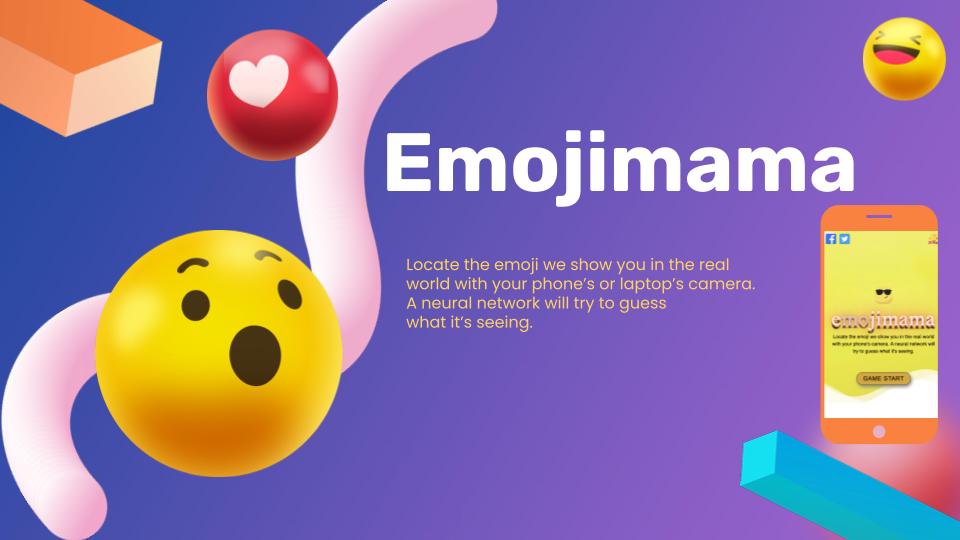 Emojimama
Locate the emoji we show you in the real
world with your phone's or laptop's camera.
A neural network will try to guess
what it's seeing.
emojimama
Locate the emoji we show you in the real world
with your phone's camera. A neural network will
try to guess what it's seeing.
GAME START